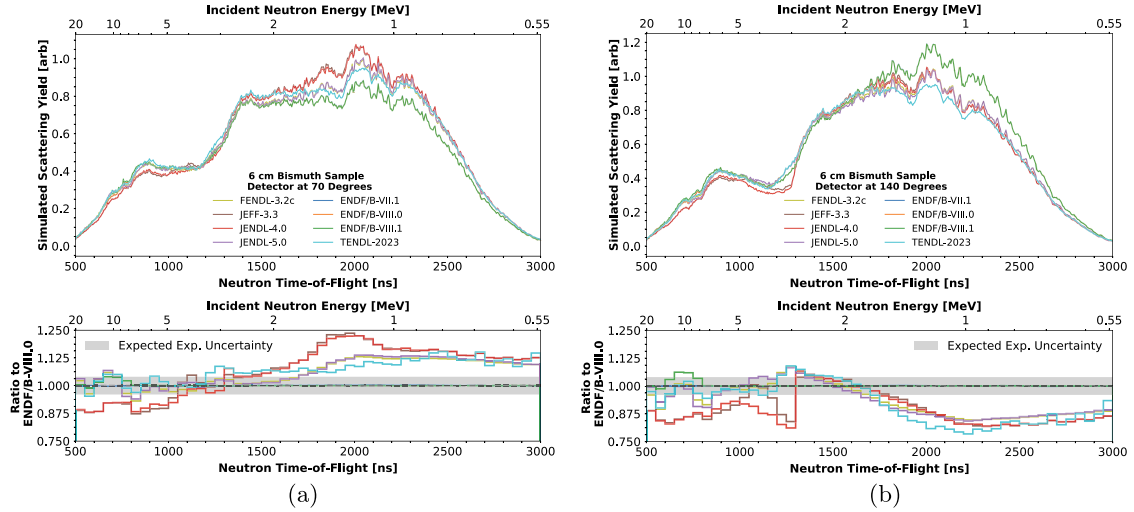 Incident Neutron Energy [MeV]
20 10 5 2 1 0.55
Simulated Scattering Yield [arb]
1.0
0.8
0.6
0.4
0.2
0.0
6 cm Bismuth Sample
Detector at 70 Degrees
FENDL-3.2c ENDF/B-VII.1
JEFF-3.3 ENDF/B-VIII.0
JENDL-4.0 ENDF/B-VIII.1
JENDL-5.0 TENDL-2023
500 1000 1500 2000 2500 3000
Neutron Time-of-Flight [ns]
Incident Neutron Energy [MeV]
20 10 5 2 1 0.55
Ratio to
ENDF/B-VIII.0
1.250
1.125
1.000
0.875
0.750
Expected Exp. Uncertainty
500 1000 1500 2000 2500 3000
Neutron Time-of-Flight [ns]
(a)
Incident Neutron Energy [MeV]
20 10 5 2 1 0.55
Simulated Scattering Yield [arb]
1.2
1.0
0.8
0.6
0.4
0.2
0.0
6 cm Bismuth Sample
Detector at 140 Degrees
FENDL-3.2c ENDF/B-VII.1
JEFF-3.3 ENDF/B-VIII.0
JENDL-4.0 ENDF/B-VIII.1
JENDL-5.0 TENDL-2023
500 1000 1500 2000 2500 3000
Neutron Time-of-Flight [ns]
Incident Neutron Energy [MeV]
20 10 5 2 1 0.55
Ratio to
ENDF/B-VIII.0
1.250
1.125
1.000
0.875
0.750
Expected Exp. Uncertainty
500 1000 1500 2000 2500 3000
Neutron Time-of-Flight [ns]
(b)